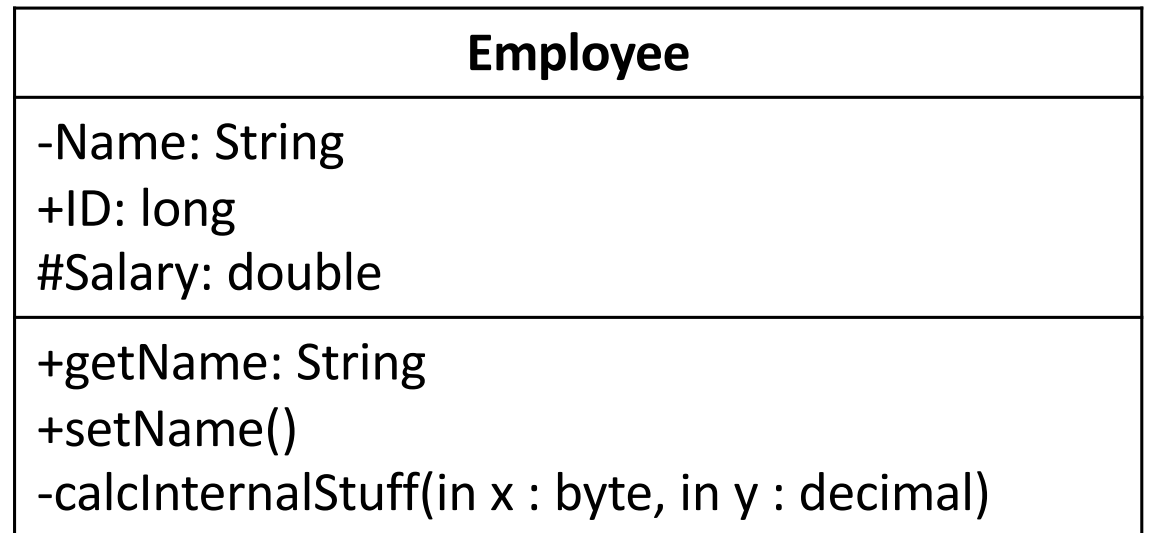 Employee
-Name: String
+ID: long
#Salary: double
+getName: String
+setName()
-calcInternalStuff(in x : byte, in y : decimal)